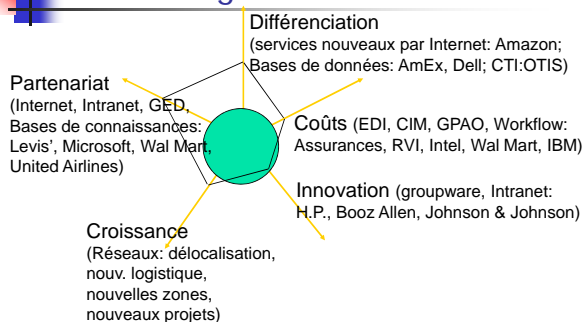 Différenciation
(services nouveaux par Internet: Amazon;
Bases de données: AmEx, Dell; CTI:OTIS)
Partenariat
(Internet, Intranet, GED,
Bases de connaissances:
Levis', Microsoft, Wal Mart,
United Airlines)
Coûts (EDI, CIM, GPAO, Workflow:
Assurances, RVI, Intel, Wal Mart, IBM)
Innovation (groupware, Intranet:
H.P., Booz Allen, Johnson & Johnson)
Croissance
(Réseaux: délocalisation,
nouv. logistique,
nouvelles zones,
nouveaux projets)